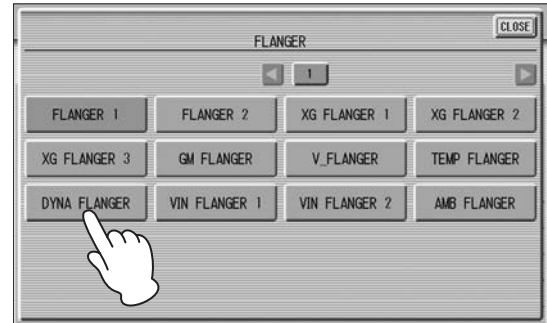 CLOSE
FLANGER
1
FLANGER 1 FLANGER 2 XG FLANGER 1 XG FLANGER 2
XG FLANGER 3 GM FLANGER V_FLANGER TEMP FLANGER
DYNA FLANGER VIN FLANGER 1 VIN FLANGER 2 AMB FLANGER